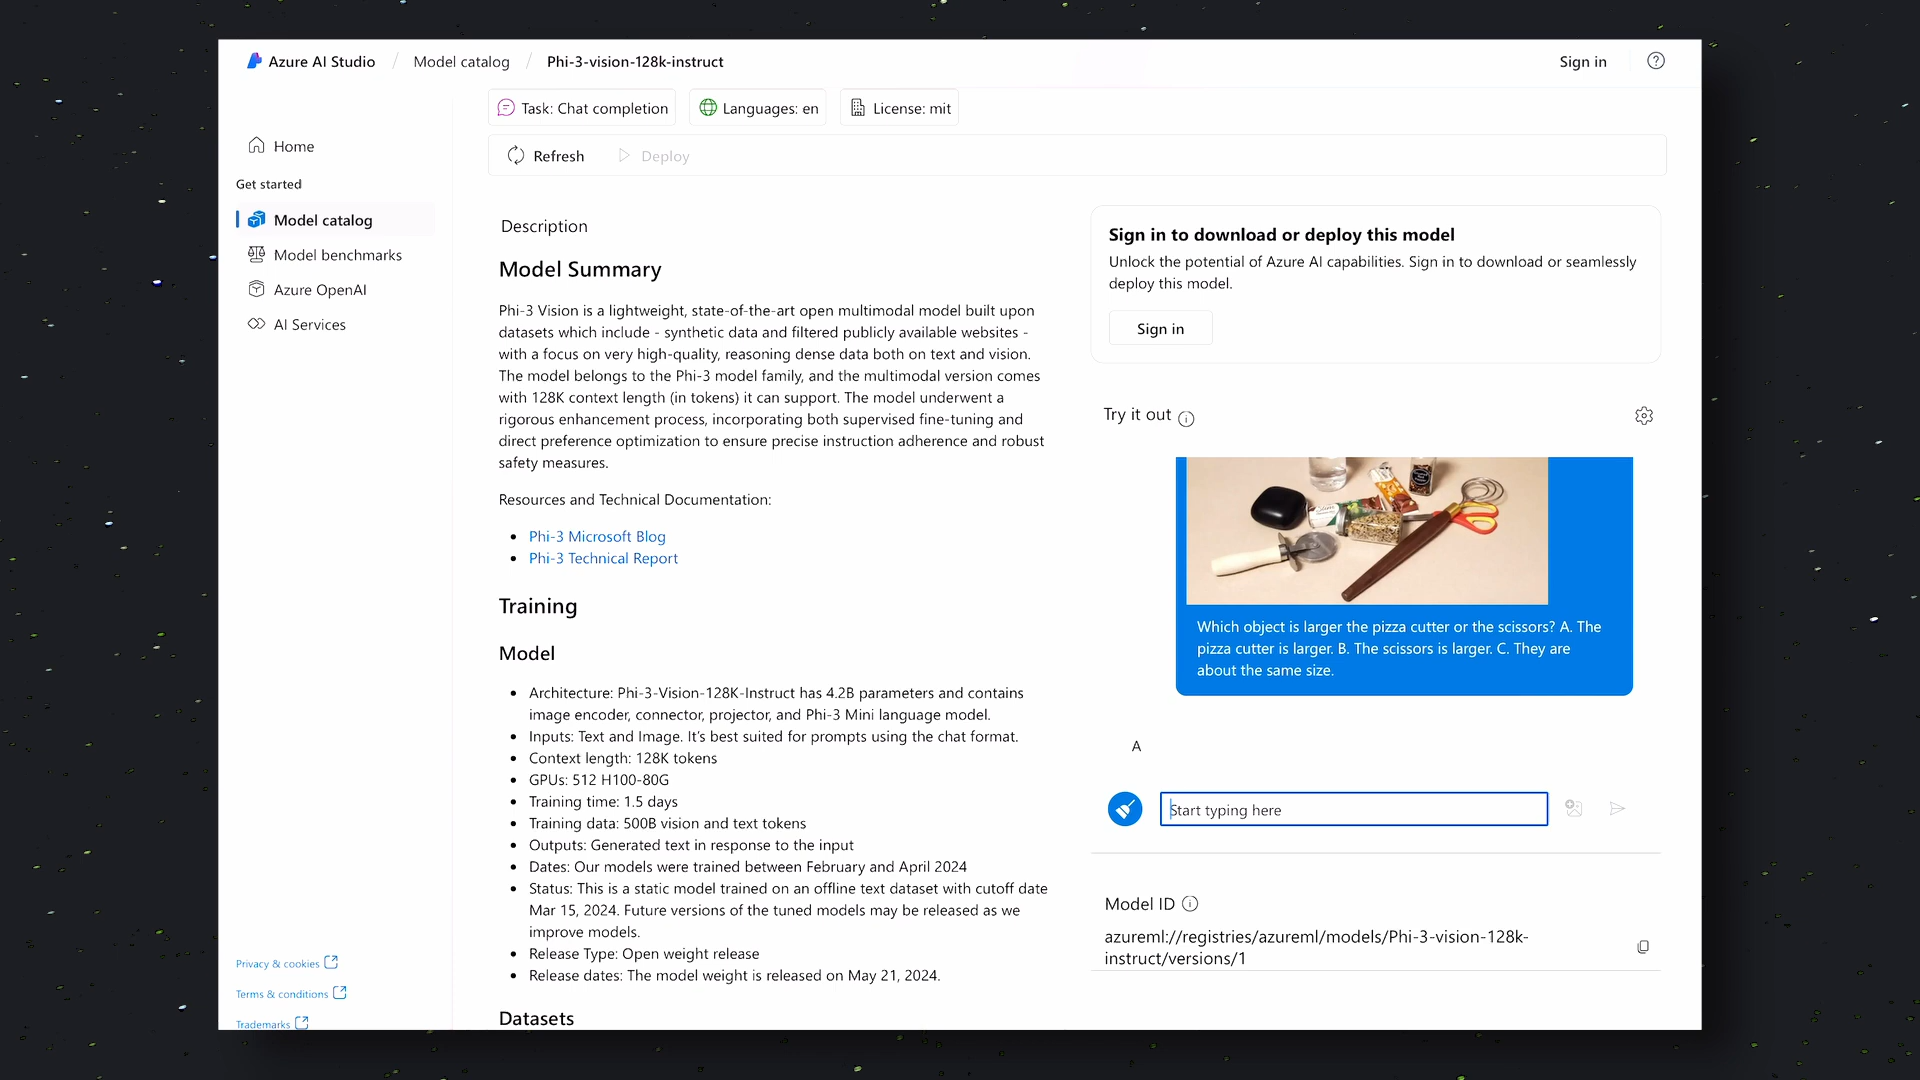 Azure AI Studio / Model catalog / Phi-3-vision-128k-instruct
Sign in
Task: Chat completion
Languages: en
License: mit
Refresh
Deploy
Home
Get started
Model catalog
Model benchmarks
Azure OpenAI
AI Services
Privacy & cookies
Terms & conditions
Trademarks
Description
Model Summary
Phi-3 Vision is a lightweight, state-of-the-art open multimodal model built upon
datasets which include - synthetic data and filtered publicly available websites -
with a focus on very high-quality, reasoning dense data both on text and vision.
The model belongs to the Phi-3 model family, and the multimodal version comes
with 128K context length (in tokens) it can support. The model underwent a
rigorous enhancement process, incorporating both supervised fine-tuning and
direct preference optimization to ensure precise instruction adherence and robust
safety measures.
Resources and Technical Documentation:
• Phi-3 Microsoft Blog
• Phi-3 Technical Report
Training
Model
• Architecture: Phi-3-Vision-128K-Instruct has 4.2B parameters and contains
image encoder, connector, projector, and Phi-3 Mini language model.
• Inputs: Text and Image. It's best suited for prompts using the chat format.
• Context length: 128K tokens
• GPUs: 512 H100-80G
• Training time: 1.5 days
• Training data: 500B vision and text tokens
• Outputs: Generated text in response to the input
• Dates: Our models were trained between February and April 2024
• Status: This is a static model trained on an offline text dataset with cutoff date
Mar 15, 2024. Future versions of the tuned models may be released as we
improve models.
• Release Type: Open weight release
• Release dates: The model weight is released on May 21, 2024.
Datasets
Sign in to download or deploy this model
Unlock the potential of Azure AI capabilities. Sign in to download or seamlessly
deploy this model.
Sign in
Try it out
Which object is larger the pizza cutter or the scissors? A. The
pizza cutter is larger. B. The scissors is larger. C. They are
about the same size.
A
Start typing here
Model ID
azureml://registries/azureml/models/Phi-3-vision-128k-
instruct/versions/1